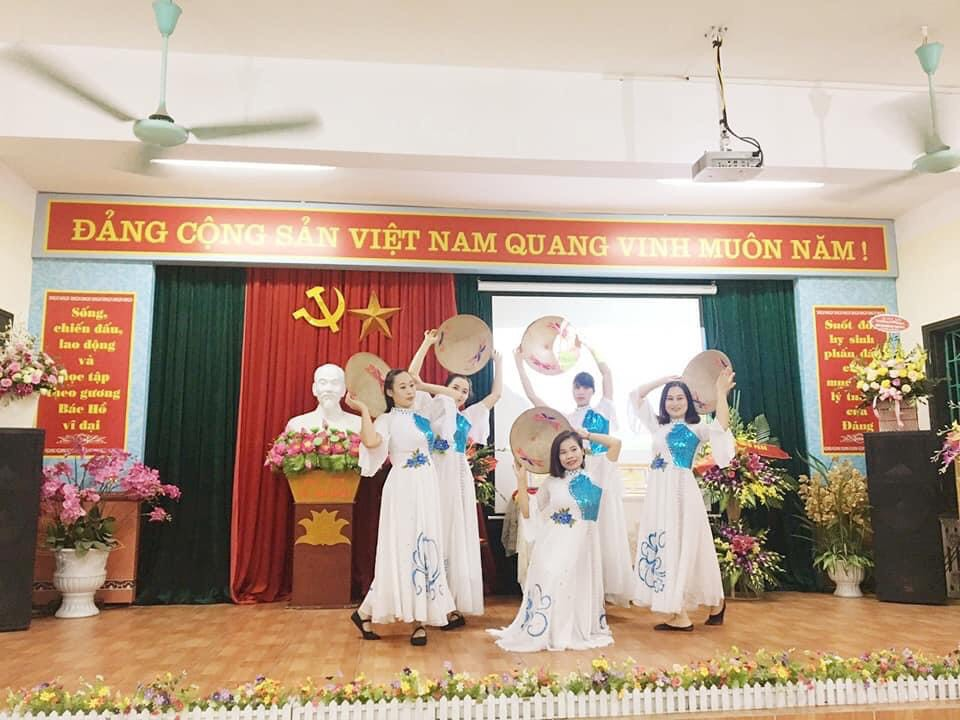 ĐẢNG CỘNG SẢN VIỆT NAM QUANG VINH MUÔN NĂM !
Sống,
chiến đấu,
lao động
và
học tập
theo gương
Bác Hồ
vĩ đại
Suốt đời
hy sinh
phấn đấu
lý tưởng
của
Đảng